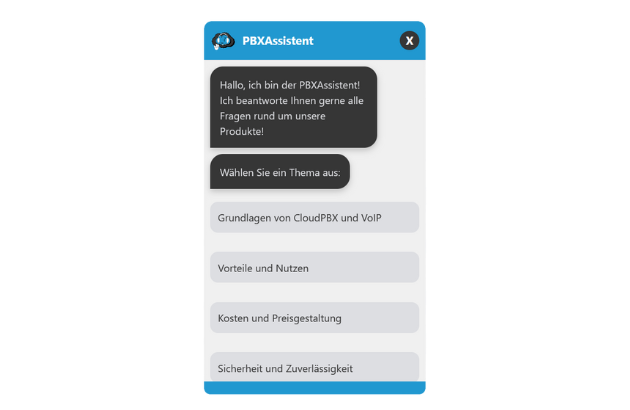 PBXAssistent
X
Hallo, ich bin der PBXAssistent!
Ich beantworte Ihnen gerne alle
Fragen rund um unsere
Produkte!
Wählen Sie ein Thema aus:
Grundlagen von CloudPBX und VoIP
Vorteile und Nutzen
Kosten und Preisgestaltung
Sicherheit und Zuverlässigkeit